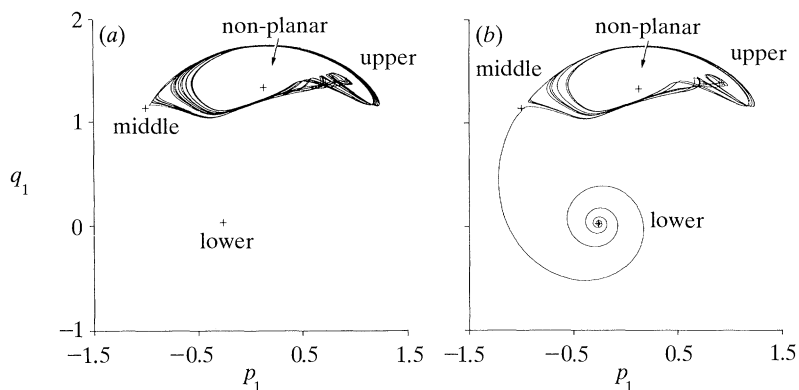 (a)
non-planar
upper
middle
lower
2
1
0
−1
q1
−1.5
−0.5
0.5
1.5
p1
(b)
non-planar
upper
middle
lower
−1.5
−0.5
0.5
1.5
p1